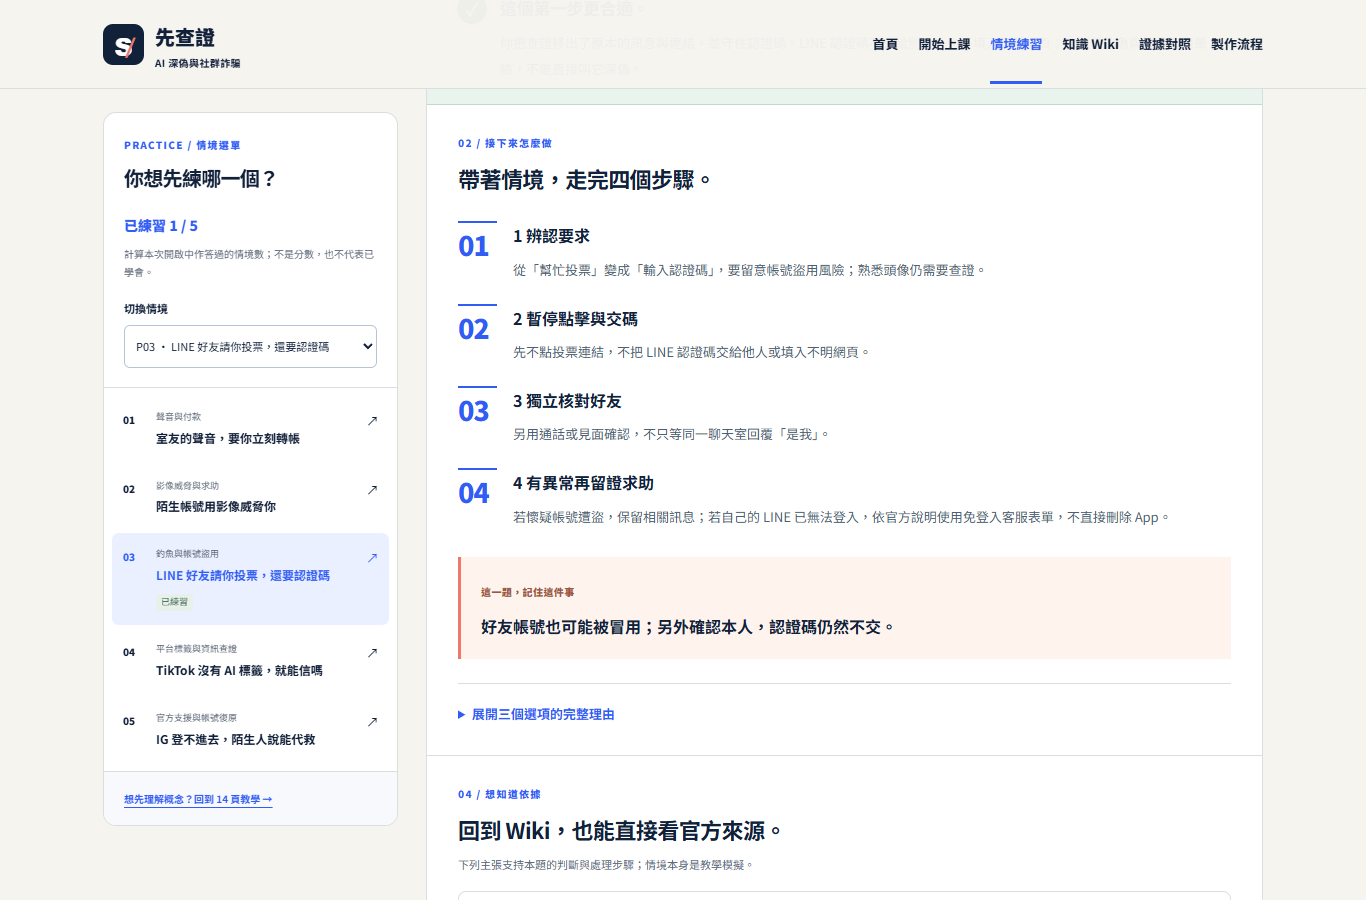 先查證
AI 深偽與社群詐騙
首頁
開始上課
情境練習
知識 Wiki
證據對照
製作流程
這個第一步更合適。
PRACTICE / 情境選單
你想先練哪一個？
已練習 1 / 5
計算本次開啟中作答過的情境數；不是分數，也不代表已
學會。
切換情境
P03 · LINE 好友請你投票，還要認證碼
01
聲音與付款
室友的聲音，要你立刻轉帳
↗
02
影像威脅與求助
陌生帳號用影像威脅你
↗
03
釣魚與帳號盜用
LINE 好友請你投票，還要認證碼
↗
已練習
04
平台標籤與資訊查證
TikTok 沒有 AI 標籤，就能信嗎
↗
05
官方支援與帳號復原
IG 登不進去，陌生人說能代救
↗
想先理解概念？回到 14 頁教學 →
02 / 接下來怎麼做
帶著情境，走完四個步驟。
01
1 辨認要求
從「幫忙投票」變成「輸入認證碼」，要留意帳號盜用風險；熟悉頭像仍需要查證。
02
2 暫停點擊與交碼
先不點投票連結，不把 LINE 認證碼交給他人或填入不明網頁。
03
3 獨立核對好友
另用通話或見面確認，不只等同一聊天室回覆「是我」。
04
4 有異常再留證求助
若懷疑帳號遭盜，保留相關訊息；若自己的 LINE 已無法登入，依官方說明使用免登入客服表單，不直接刪除 App。
這一題，記住這件事
好友帳號也可能被冒用；另外確認本人，認證碼仍然不交。
▶ 展開三個選項的完整理由
04 / 想知道依據
回到 Wiki，也能直接看官方來源。
下列主張支持本題的判斷與處理步驟；情境本身是教學模擬。